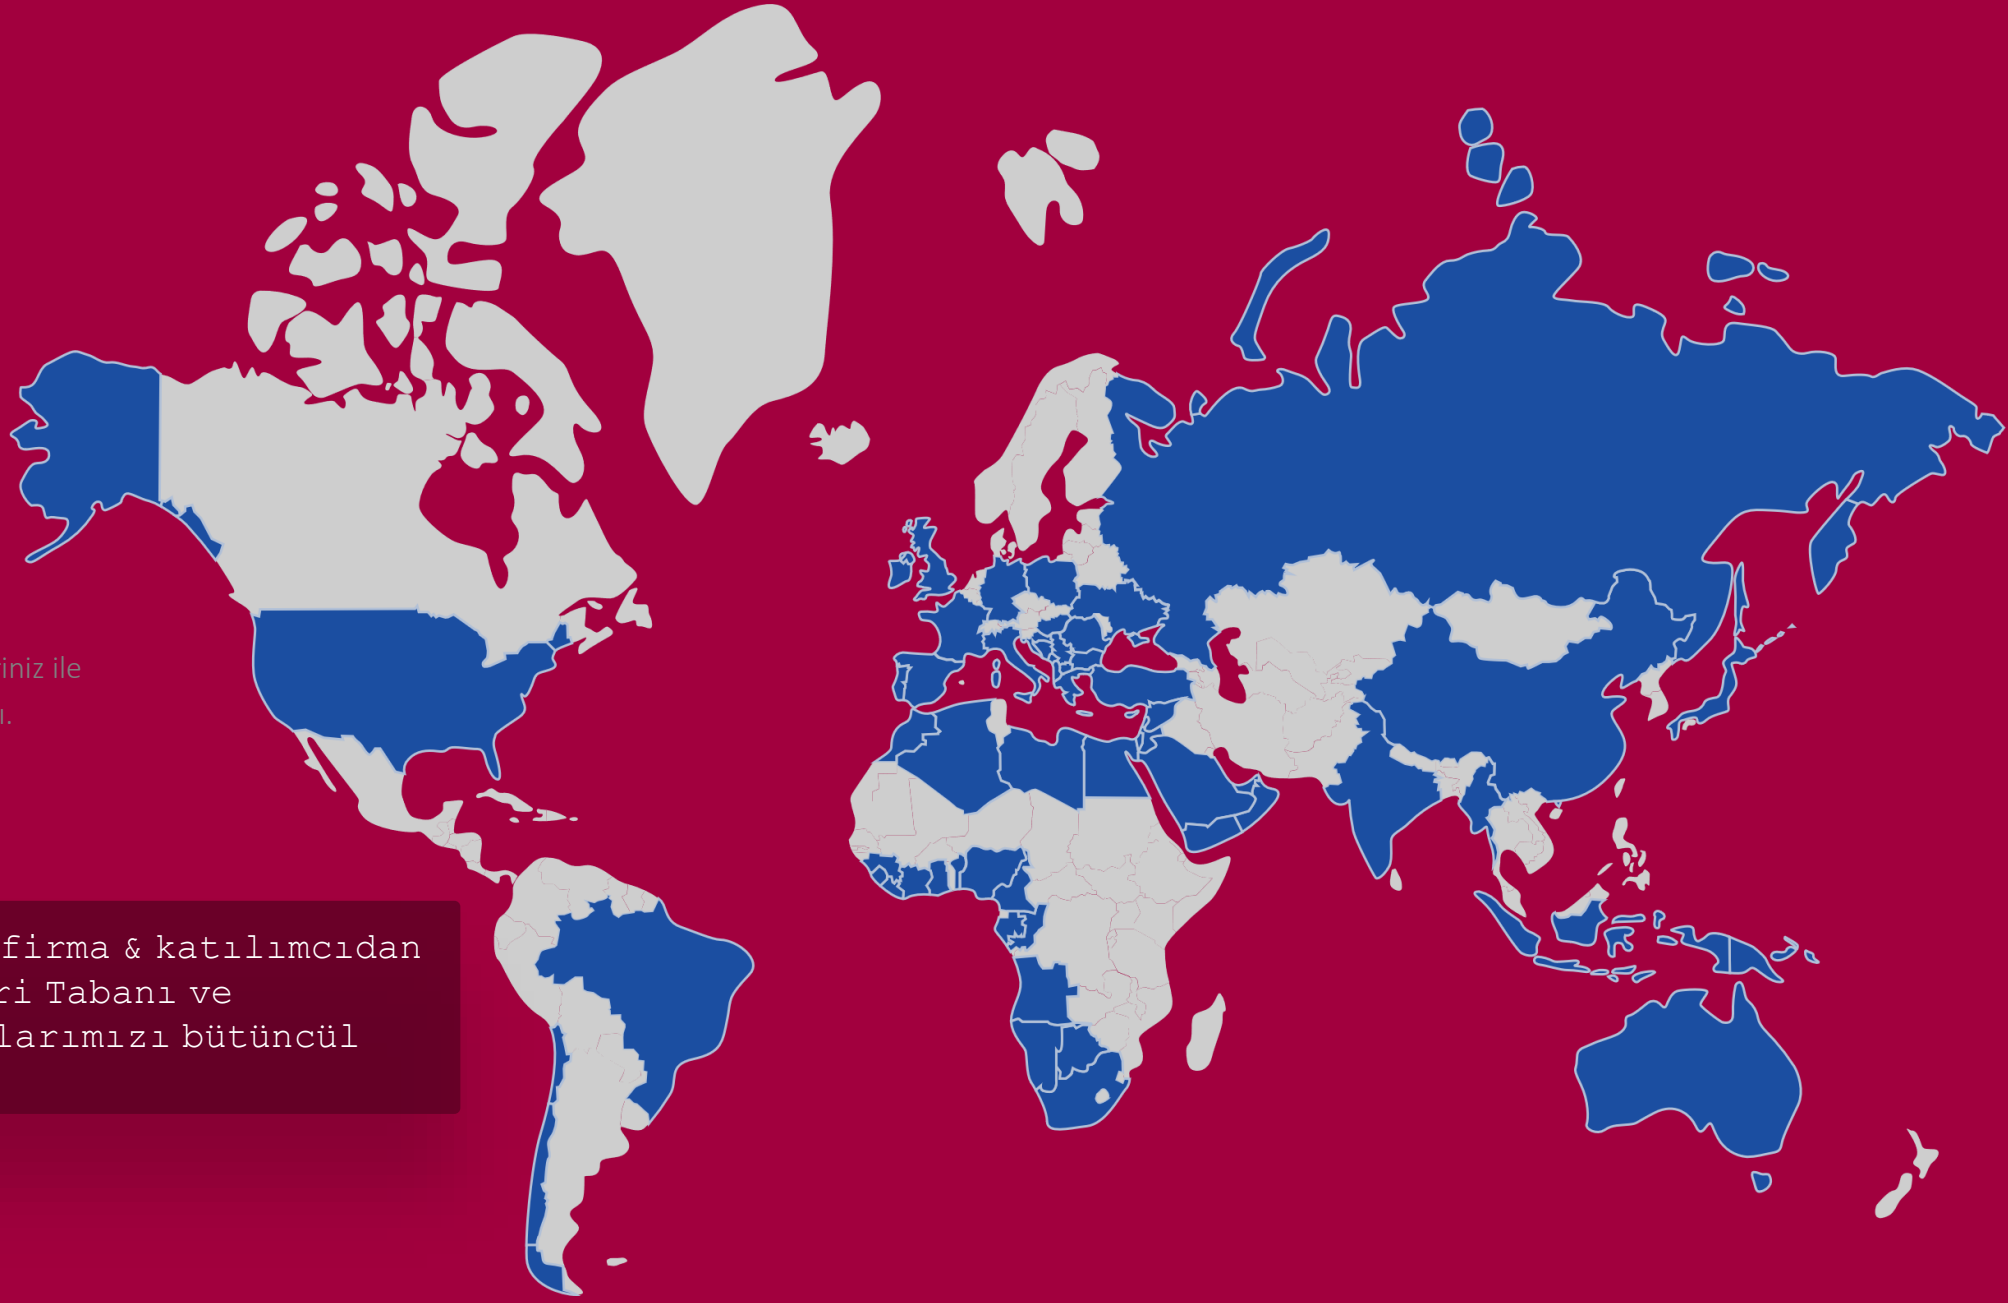 iniz ile
ı.
firma & katılımcıdan
ri Tabanı ve
larımızı bütüncül